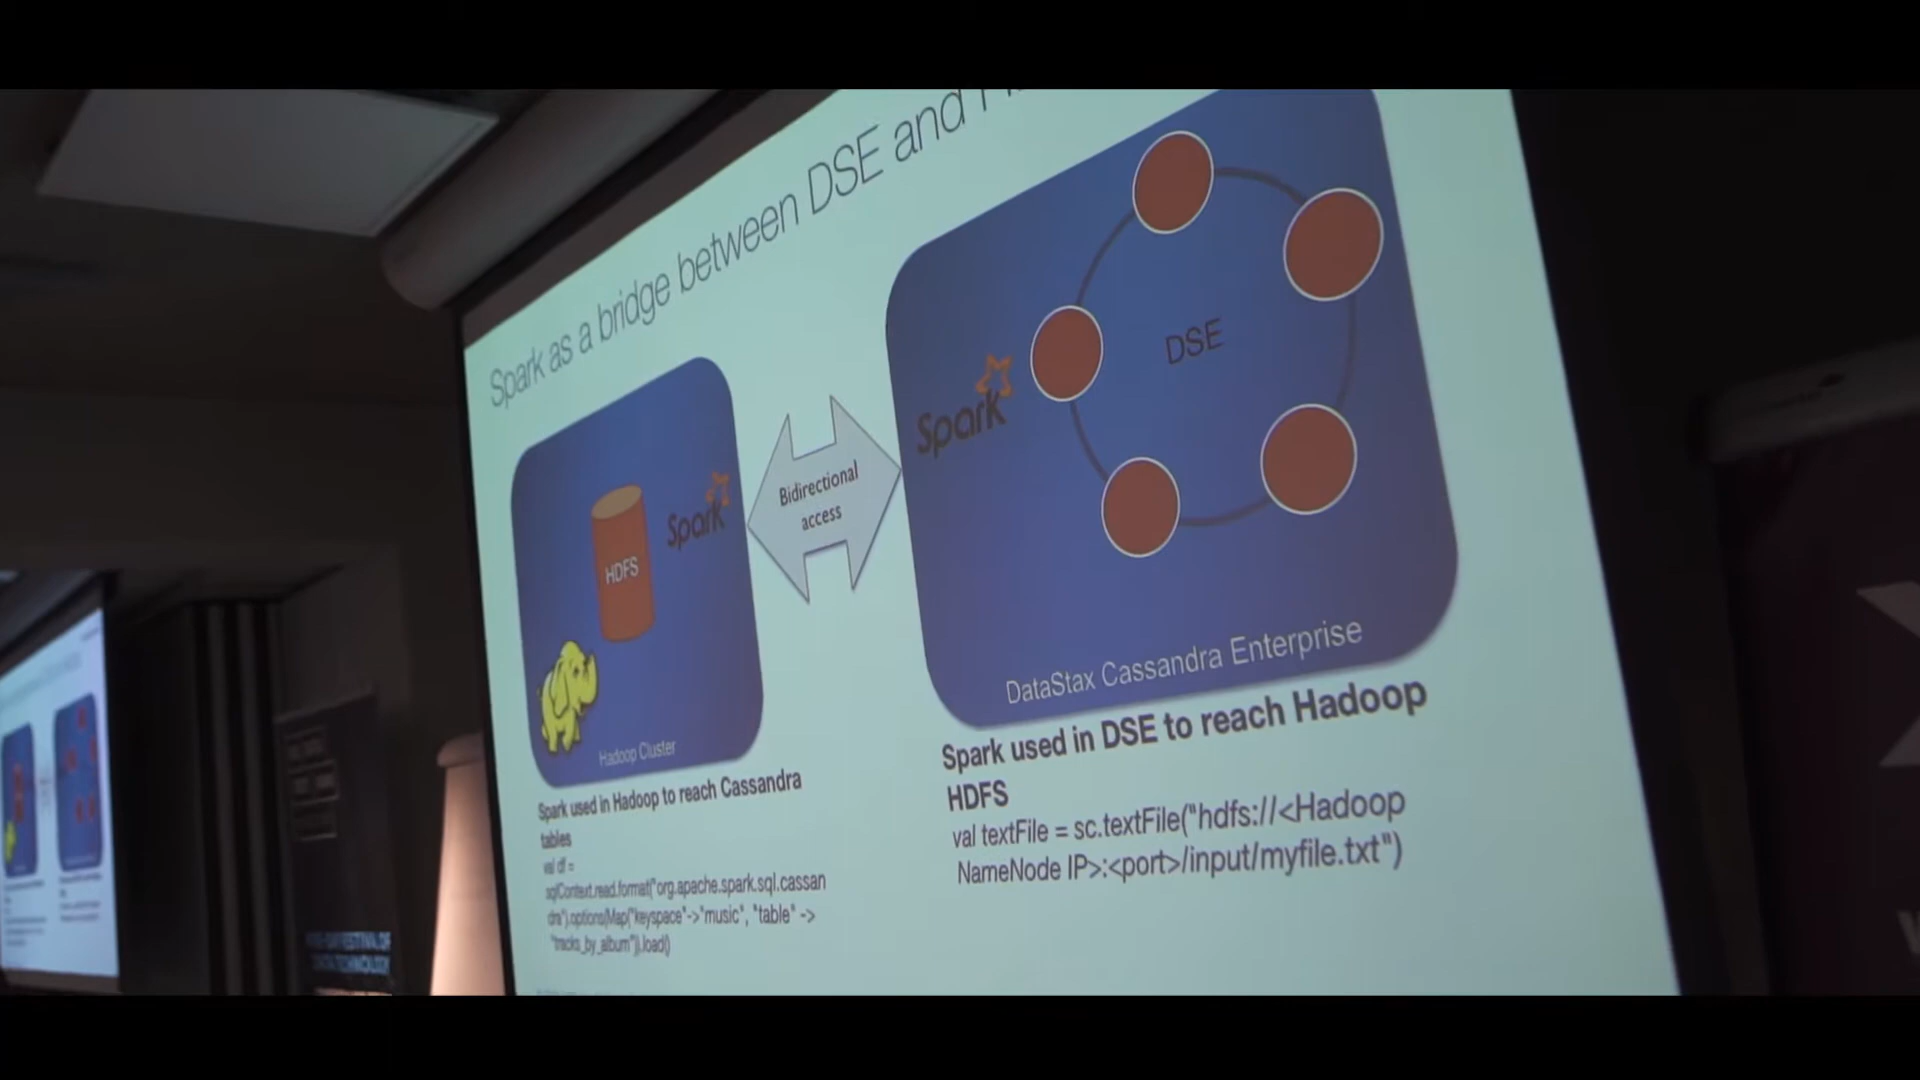 Spark as a bridge between DSE and
HDFS
Spark
Hadoop Cluster
Bidirectional
access
Spark
DSE
DataStax Cassandra Enterprise
Spark used in Hadoop to reach Cassandra
tables
val df =
sqlContext.read.format("org.apache.spark.sql.cassan
dra").options(Map("keyspace"->"music", "table" ->
"tracks_by_album")).load()
Spark used in DSE to reach Hadoop
HDFS
val textFile = sc.textFile("hdfs://<Hadoop
NameNode IP>:<port>/input/myfile.txt")
DATA TECHNOLOGY